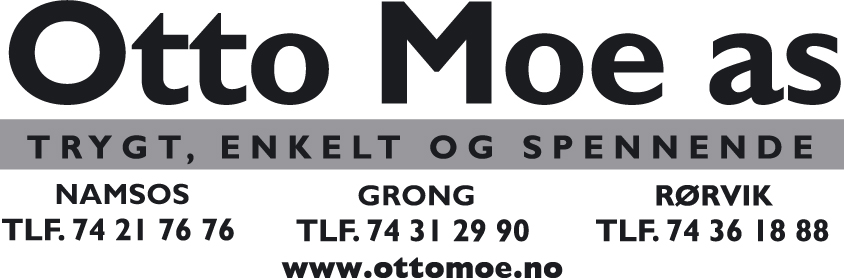 Otto Moe as
TRYGT, ENKELT OG SPENNENDE
NAMSOS GRONG RØRVIK
TLF. 74 21 76 76 TLF. 74 31 29 90 TLF. 74 36 18 88
www.ottomoe.no